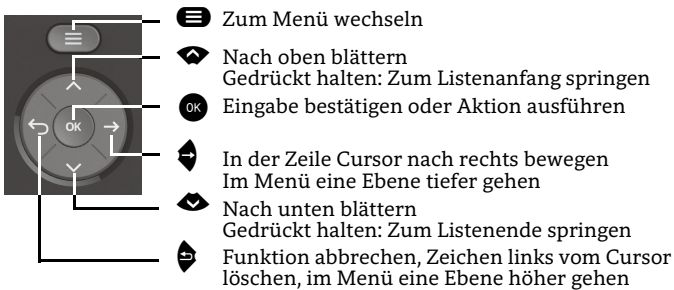 Zum Menü wechseln
Nach oben blättern
Gedrückt halten: Zum Listenanfang springen
OK Eingabe bestätigen oder Aktion ausführen
OK
In der Zeile Cursor nach rechts bewegen
Im Menü eine Ebene tiefer gehen
Nach unten blättern
Gedrückt halten: Zum Listenende springen
Funktion abbrechen, Zeichen links vom Cursor
löschen, im Menü eine Ebene höher gehen